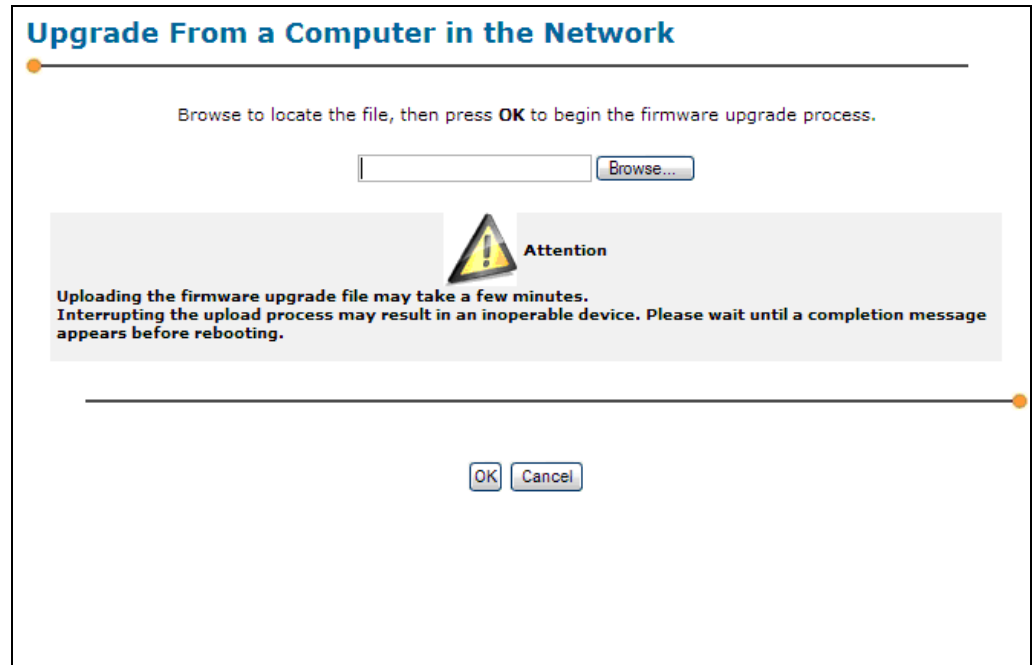 Upgrade From a Computer in the Network
Browse to locate the file, then press OK to begin the firmware upgrade process.
Browse...
Attention
Uploading the firmware upgrade file may take a few minutes.
Interrupting the upload process may result in an inoperable device. Please wait until a completion message
appears before rebooting.
OK Cancel